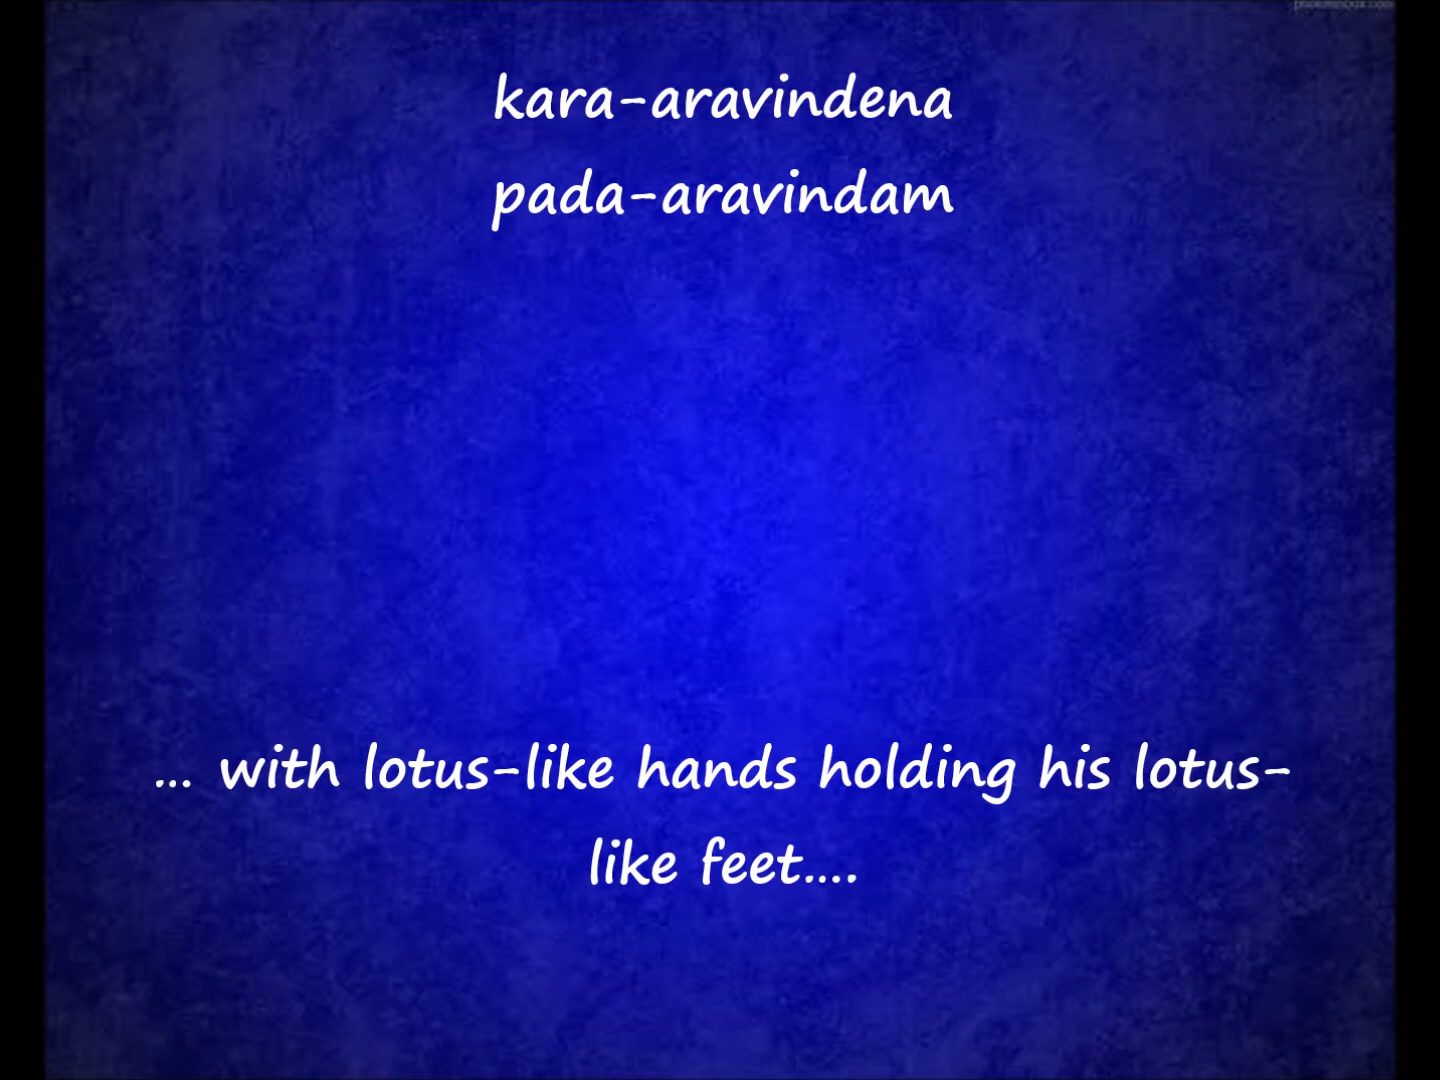 kara-aravindena
pada-aravindam
... with lotus-like hands holding his lotus-
like feet....